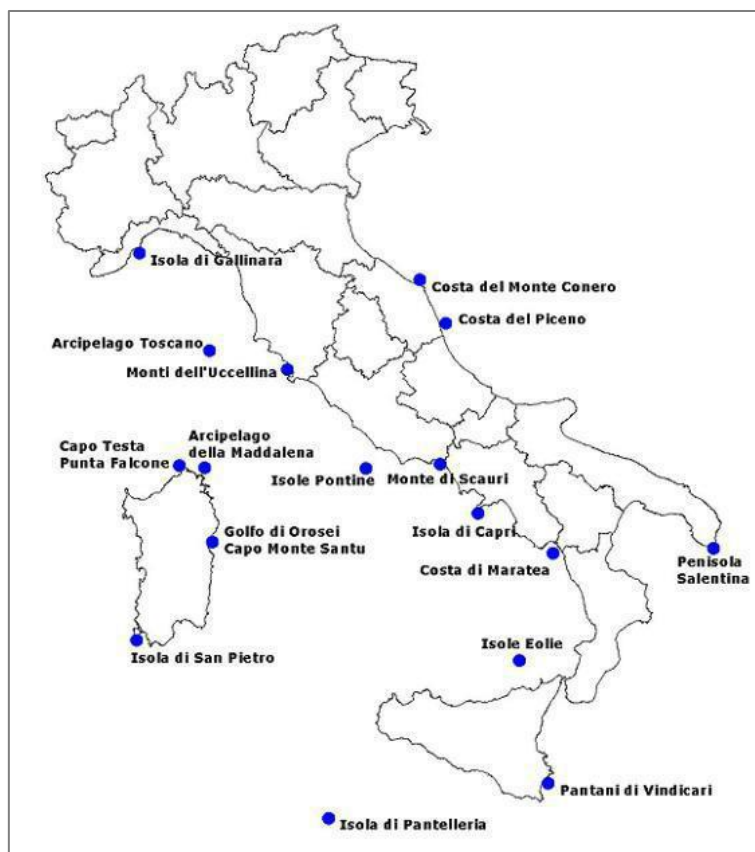 Isola di Gallinara
Costa del Monte Conero
Costa del Piceno
Arcipelago Toscano
Monti dell'Uccellina
Capo Testa
Punta Falcone
Arcipelago
della Maddalena
Isole Pontine
Monte di Scauri
Isola di Capri
Golfo di Orosei
Capo Monte Santu
Costa di Maratea
Penisola
Salentina
Isola di San Pietro
Isole Eolie
Pantani di Vindicari
Isola di Pantelleria